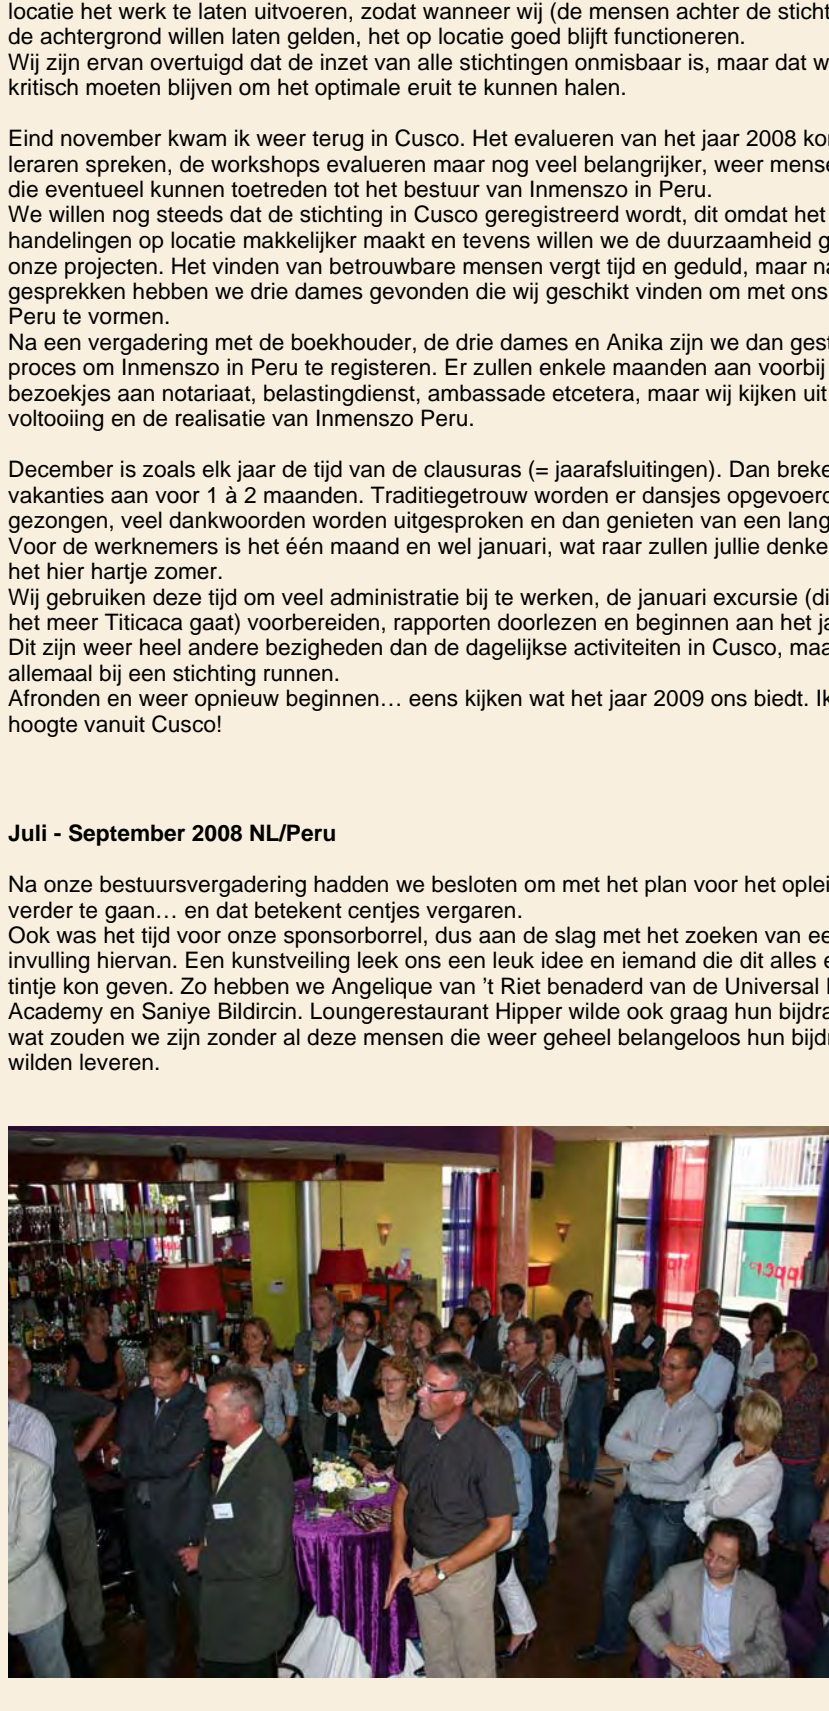 locatie het werk te laten uitvoeren, zodat wanneer wij (de mensen achter de
de achtergrond willen laten gelden, het op locatie goed blijft functioneren.
Wij zijn ervan overtuigd dat de inzet van alle stichtingen onmisbaar is, maar dat
kritisch moeten blijven om het optimale eruit te kunnen halen.

Eind november kwam ik weer terug in Cusco. Het evalueren van het jaar 2008
leraren spreken, de workshops evalueren maar nog veel belangrijker, weer
die eventueel kunnen toetreden tot het bestuur van Inmenszo in Peru.
We willen nog steeds dat de stichting in Cusco geregistreerd wordt, dit omdat het
handelingen op locatie makkelijker maakt en tevens willen we de duurzaamheid
onze projecten. Het vinden van betrouwbare mensen vergt tijd en geduld, maar
gesprekken hebben we drie dames gevonden die wij geschikt vinden om met ons
Peru te vormen.
Na een vergadering met de boekhouder, de drie dames en Anika zijn we dan
proces om Inmenszo in Peru te registeren. Er zullen enkele maanden aan voorbij
bezoekjes aan notariaat, belastingdienst, ambassade etcetera, maar wij kijken uit
voltooiing en de realisatie van Inmenszo Peru.

December is zoals elk jaar de tijd van de clausuras (= jaarafsluitingen). Dan
vakanties aan voor 1 à 2 maanden. Traditiegetrouw worden er dansjes
gezongen, veel dankwoorden worden uitgesproken en dan genieten van een
Voor de werknemers is het één maand en wel januari, wat raar zullen jullie
het hier hartje zomer.
Wij gebruiken deze tijd om veel administratie bij te werken, de januari excursie
het meer Titicaca gaat) voorbereiden, rapporten doorlezen en beginnen aan het
Dit zijn weer heel andere bezigheden dan de dagelijkse activiteiten in Cusco,
allemaal bij een stichting runnen.
Afronden en weer opnieuw beginnen… eens kijken wat het jaar 2009 ons biedt.
hoogte vanuit Cusco!

Juli - September 2008 NL/Peru

Na onze bestuursvergadering hadden we besloten om met het plan voor het
verder te gaan… en dat betekent centjes vergaren.
Ook was het tijd voor onze sponsorborrel, dus aan de slag met het zoeken van
invulling hiervan. Een kunstveiling leek ons een leuk idee en iemand die dit alles
tintje kon geven. Zo hebben we Angelique van 't Riet benaderd van de Universal
Academy en Saniye Bildircin. Loungerestaurant Hipper wilde ook graag hun
wat zouden we zijn zonder al deze mensen die weer geheel belangeloos hun
wilden leveren.